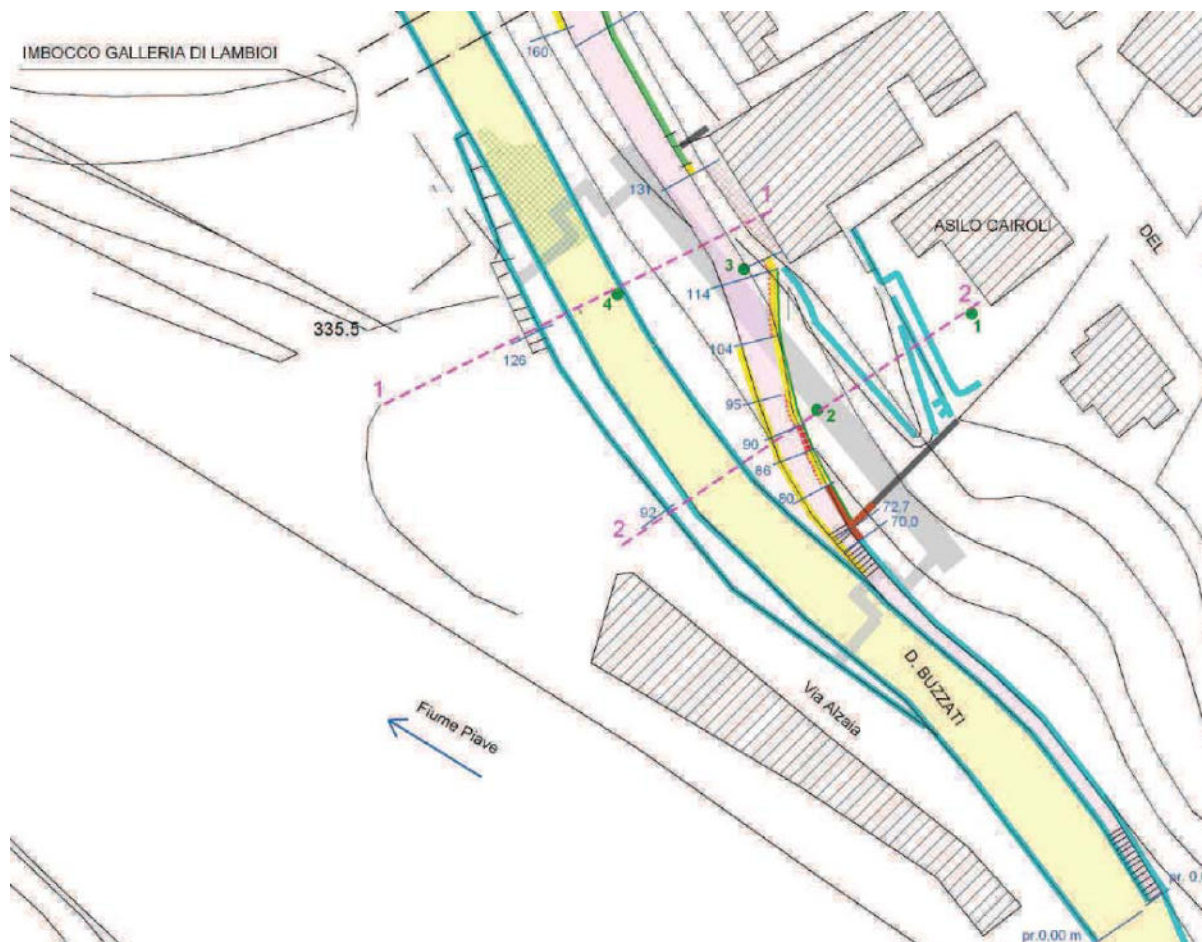 IMBOCCO GALLERIA DI LAMBIOI
160
131
1
ASILO CAIROLI
DEL
3
114
4
2
1
335.5
126
104
1
95
2
90
86
80
92
72,7
70,0
2
D. BUZZATI
Via Alzaia
Fiume Piave
pr. 0,
pr.0.00 m